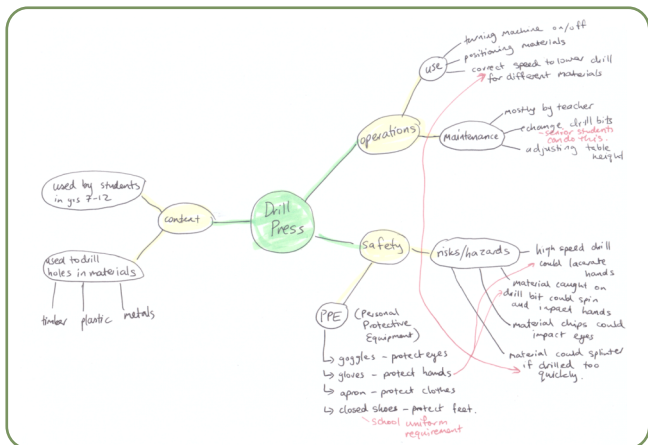 Drill
Press
context
used by students
in yrs 7-12
used to drill
holes in materials
timber
plastic
metals
operations
use
turning machine on/off
positioning materials
correct speed to lower drill
for different materials
Maintenance
mostly by teacher
change drill bits
- senior students
can do this.
adjusting table
height
safety
PPE
(Personal
Protective
Equipment)
↳ goggles - protect eyes
↳ gloves - protect hands
↳ apron - protect clothes
↳ closed shoes - protect feet.
- school uniform
requirement
risks/hazards
high speed drill
could lacarate
hands
material caught on
drill bit could spin
and impact hands
material chips could
impact eyes
material could splinter
if drilled too
quickly.